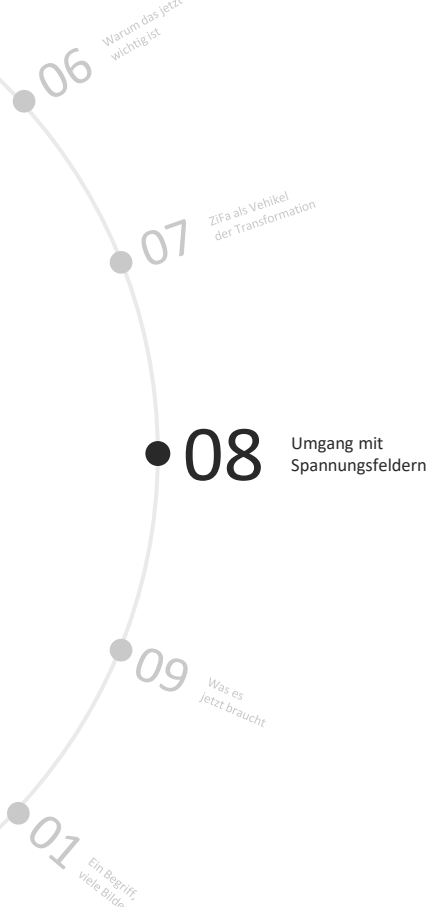 06
Warum das jetzt
wichtig ist
07
ZiFa als Vehikel
der Transformation
08
Umgang mit
Spannungsfeldern
09
Was es
jetzt braucht
01
Ein Begriff,
viele Bilder